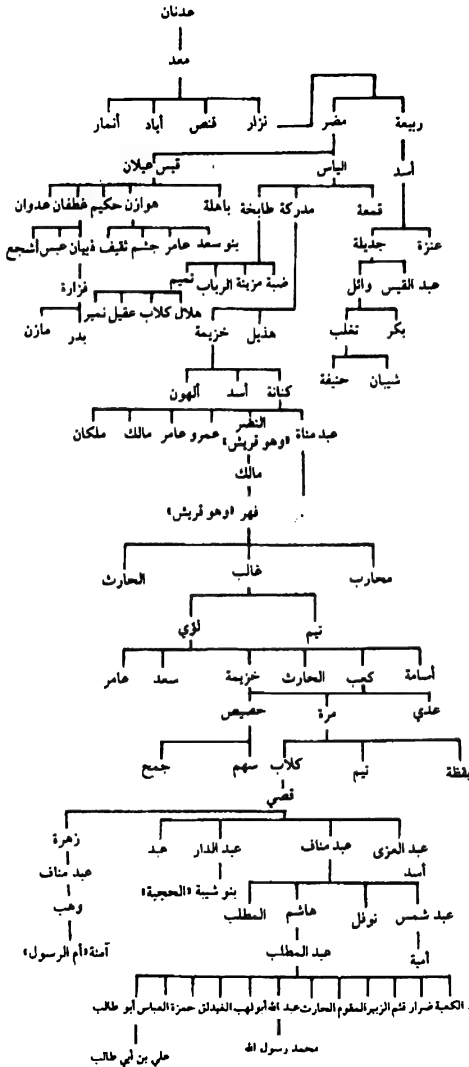 عدنان
معد
ربيعة مضر نزار قنص أياد أنمار
أسد
الياس قيس عيلان
عنزة جديلة
قمعة مدركة طابخة
باهلة هوازن حكيم غطفان عدوان
بنو سعد عامر جشم ثقيف ذبيان عبس أشجع
عبد القيس وائل
ضبة مزينة الرباب تميم
هلال كلاب عقيل نمير
فزارة
بدر مازن
بكر تغلب
هذيل خزيمة
شيبان حنيفة
كنانة أسد ألهون
عبد مناة النضر «وهو قريش» عمرو عامر مالك ملكان
مالك
فهر «وهو قريش»
محارب غالب الحارث
تيم لؤي
أسامة كعب الحارث خزيمة سعد عامر
عدي مرة حصيص
يقظة تيم كلاب سهم جمح
قصي
زهرة
عبد العزى عبد مناف عبد الدار عبد
أسد
بنو شيبة «الحجبة»
عبد مناف
وهب
آمنة «أم الرسول»
عبد شمس نوفل هاشم المطلب
أمية
عبد المطلب
الكعبة ضرار قثم الزبير المقوم الحارث عبد الله أبو لهب الغيداق حمزة العباس أبو طالب
محمد رسول الله
علي بن أبي طالب